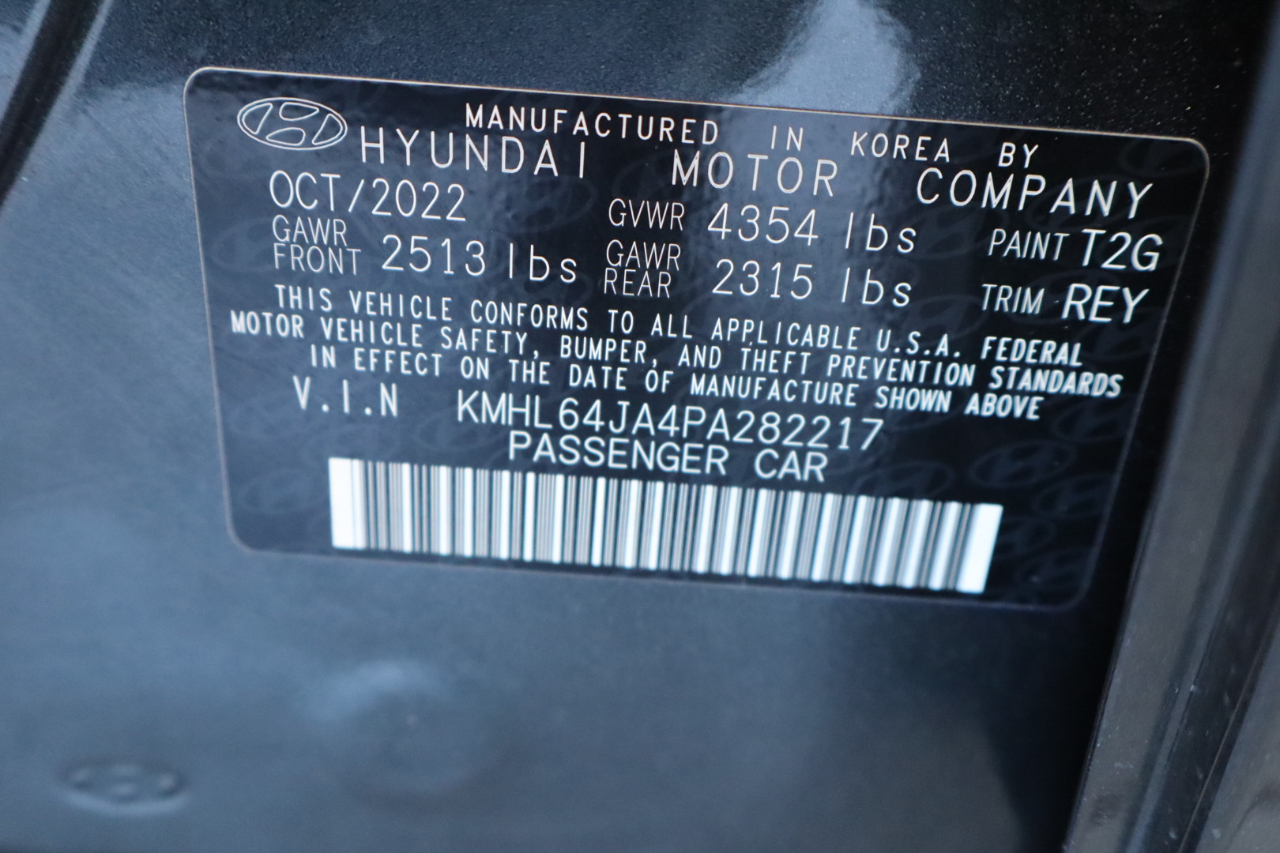 MANUFACTURED IN KOREA BY
HYUNDAI MOTOR COMPANY
OCT/2022 GVWR 4354 lbs PAINT T2G
GAWR FRONT 2513 lbs GAWR REAR 2315 lbs TRIM REY
THIS VEHICLE CONFORMS TO ALL APPLICABLE U.S.A. FEDERAL
MOTOR VEHICLE SAFETY, BUMPER, AND THEFT PREVENTION STANDARDS
IN EFFECT ON THE DATE OF MANUFACTURE SHOWN ABOVE
V.I.N KMHL64JA4PA282217
PASSENGER CAR